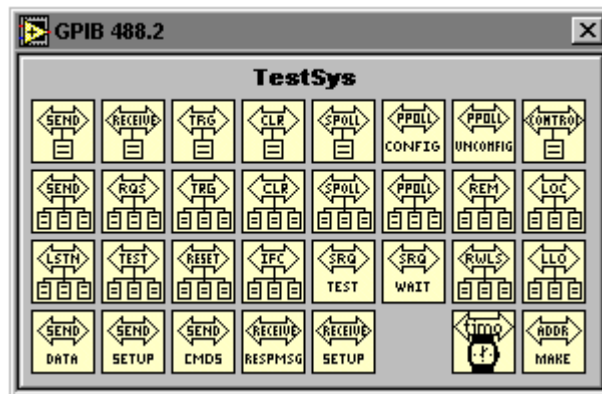 GPIB 488.2
TestSys
SEND RECEIVE TRG CLR SPOLL PPOLL PPOLL CONTROL
CONFIG UNCONFIG
SEND RQS TRG CLR SPOLL PPOLL REM LOC
LSTN TEST RESET IFC SRQ SRQ RWLS LLO
TEST WAIT
SEND SEND SEND RECEIVE RECEIVE timo ADDR
DATA SETUP CMDS RESPMSG SETUP MAKE